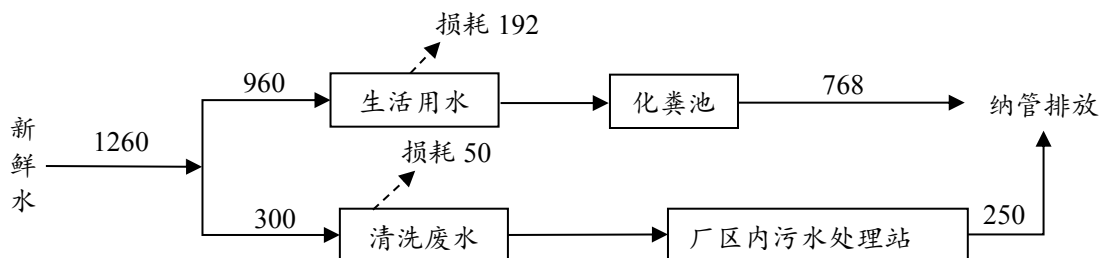 损耗 192
960
生活用水
化粪池
768
纳管排放
新鲜水
1260
损耗 50
300
清洗废水
厂区内污水处理站
250